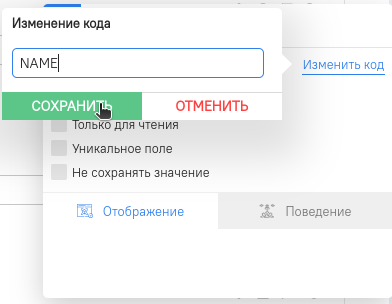 Изменение кода
NAME
Изменить код
СОХРАНИТЬ ОТМЕНИТЬ
Только для чтения
Уникальное поле
Не сохранять значение
Отображение Поведение